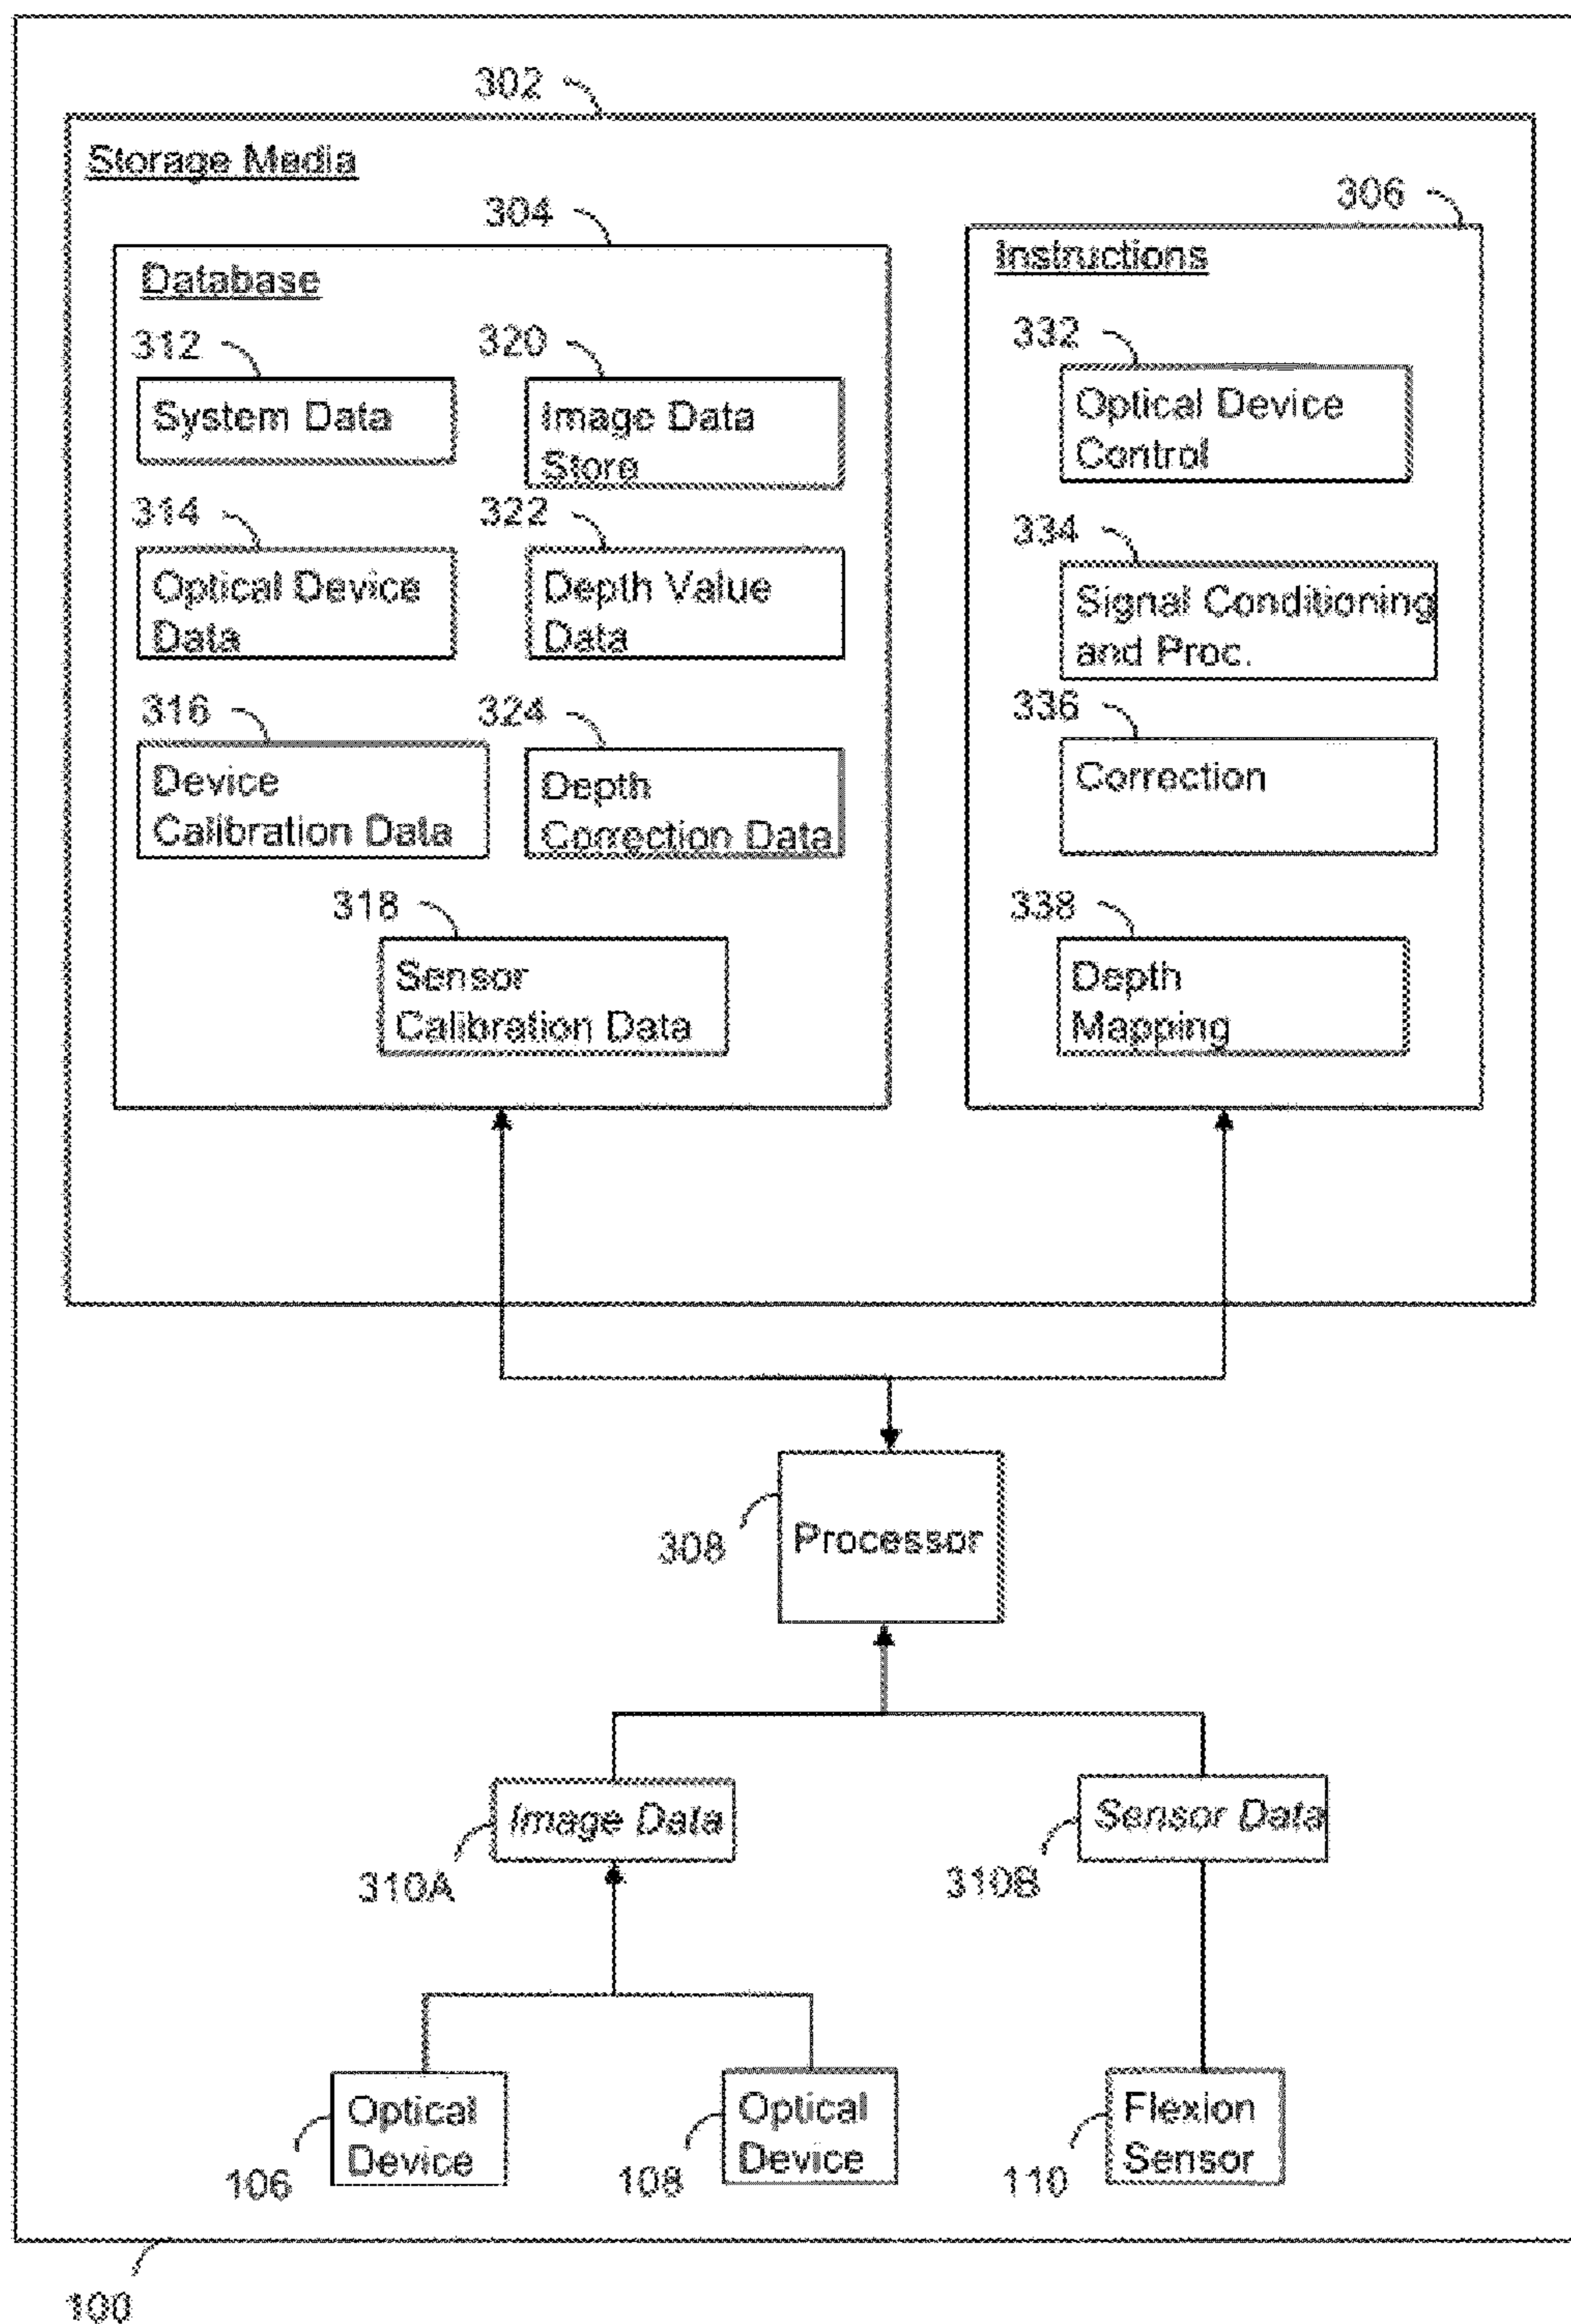 302
Storage Media
304
306
Database
Instructions
312
320
332
System Data
Image Data
Store
Optical Device
Control
314
322
334
Optical Device
Data
Depth Value
Data
Signal Conditioning
and Proc.
316
324
336
Device
Calibration Data
Depth
Correction Data
Correction
318
338
Sensor
Calibration Data
Depth
Mapping
308
Processor
Image Data
Sensor Data
310A
310B
Optical
Device
Optical
Device
Flexion
Sensor
106
108
110
100